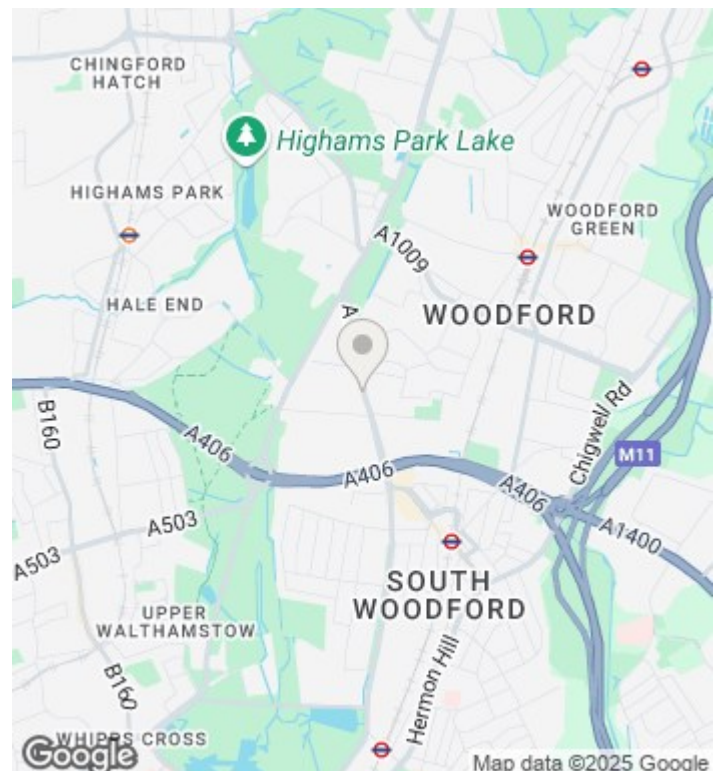 CHINGFORD
HATCH
Highams Park Lake
HIGHAMS PARK
WOODFORD
GREEN
A1009
HALE END
WOODFORD
A
B160
A406
A406
Chigwell Rd
M11
A406
A1400
A503
A503
SOUTH
WOODFORD
UPPER
WALTHAMSTOW
B160
Hermon Hill
WHIPPS CROSS
Google
Map data ©2025 Google